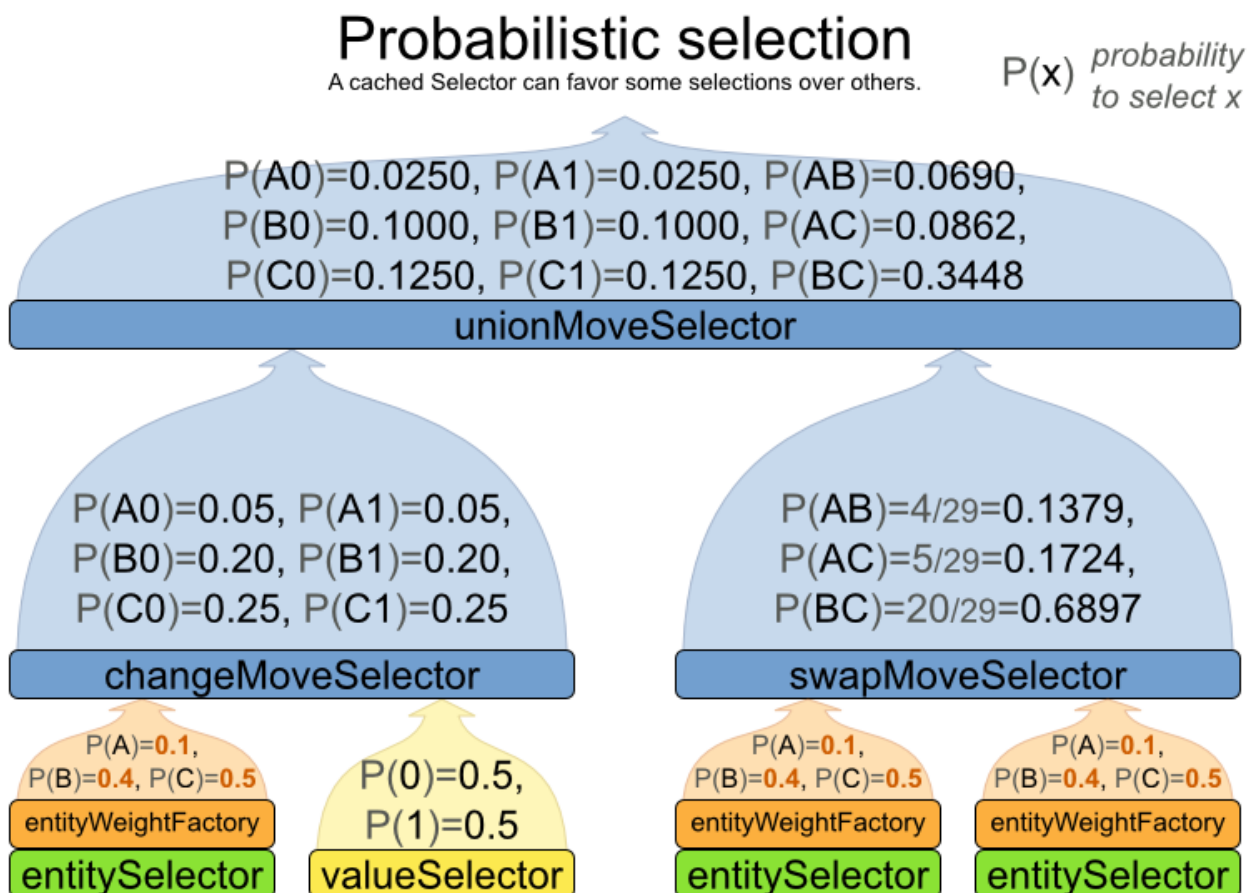 Probabilistic selection
A cached Selector can favor some selections over others.
P(x) probability
to select x
P(A0)=0.0250, P(A1)=0.0250, P(AB)=0.0690,
P(B0)=0.1000, P(B1)=0.1000, P(AC)=0.0862,
P(C0)=0.1250, P(C1)=0.1250, P(BC)=0.3448
unionMoveSelector
P(A0)=0.05, P(A1)=0.05,
P(B0)=0.20, P(B1)=0.20,
P(C0)=0.25, P(C1)=0.25
changeMoveSelector
P(AB)=4/29=0.1379,
P(AC)=5/29=0.1724,
P(BC)=20/29=0.6897
swapMoveSelector
P(A)=0.1,
P(B)=0.4, P(C)=0.5
entityWeightFactory
entitySelector
P(0)=0.5,
P(1)=0.5
valueSelector
P(A)=0.1,
P(B)=0.4, P(C)=0.5
entityWeightFactory
entitySelector
P(A)=0.1,
P(B)=0.4, P(C)=0.5
entityWeightFactory
entitySelector